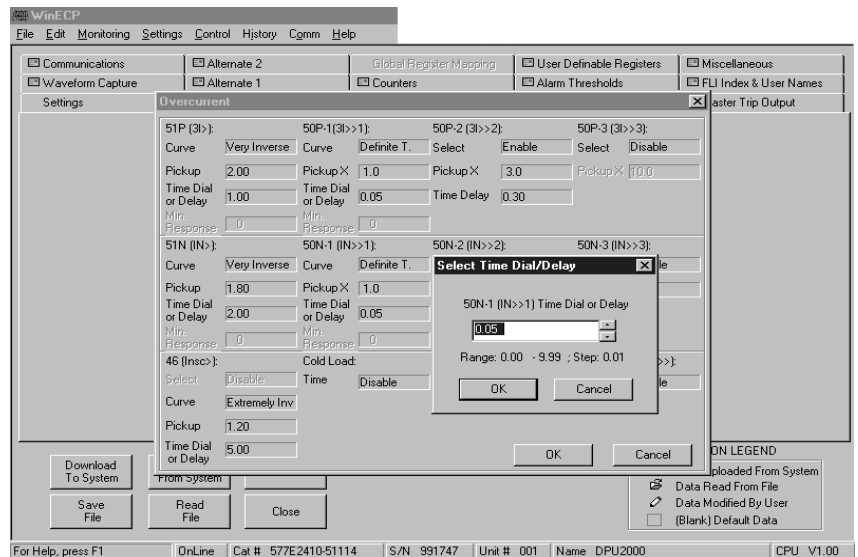 WinECP
File Edit Monitoring Settings Control History Comm Help
Communications Alternate 2 Global Register Mapping User Definable Registers Miscellaneous
Waveform Capture Alternate 1 Counters Alarm Thresholds FLI Index & User Names
Settings aster Trip Output
Overcurrent
51P (3I>): 50P-1(3I>>1): 50P-2 (3I>>2): 50P-3 (3I>>3):
Curve Very Inverse Curve Definite T. Select Enable Select Disable
Pickup 2.00 Pickup X 1.0 Pickup X 3.0 Pickup X 10.0
Time Dial or Delay 1.00 Time Dial or Delay 0.05 Time Delay 0.30
Min. Response 0 Min. Response 0
51N (IN>): 50N-1 (IN>>1): 50N-2 (IN>>2): 50N-3 (IN>>3):
Curve Very Inverse Curve Definite T. le
Pickup 1.80 Pickup X 1.0
Time Dial or Delay 2.00 Time Dial or Delay 0.05
Min. Response 0 Min. Response 0
Select Time Dial/Delay
50N-1 (IN>>1) Time Dial or Delay
0.05
Range: 0.00 - 9.99 ; Step: 0.01
OK Cancel
46 (Insc>): Cold Load: >>):
Select Disable Time Disable le
Curve Extremely Inv
Pickup 1.20
Time Dial or Delay 5.00
OK Cancel
Download To System From System
Save File Read File Close
ON LEGEND
ploaded From System
Data Read From File
Data Modified By User
(Blank) Default Data
For Help, press F1 OnLine Cat # 577E2410-51114 S/N 991747 Unit # 001 Name DPU2000 CPU V1.00